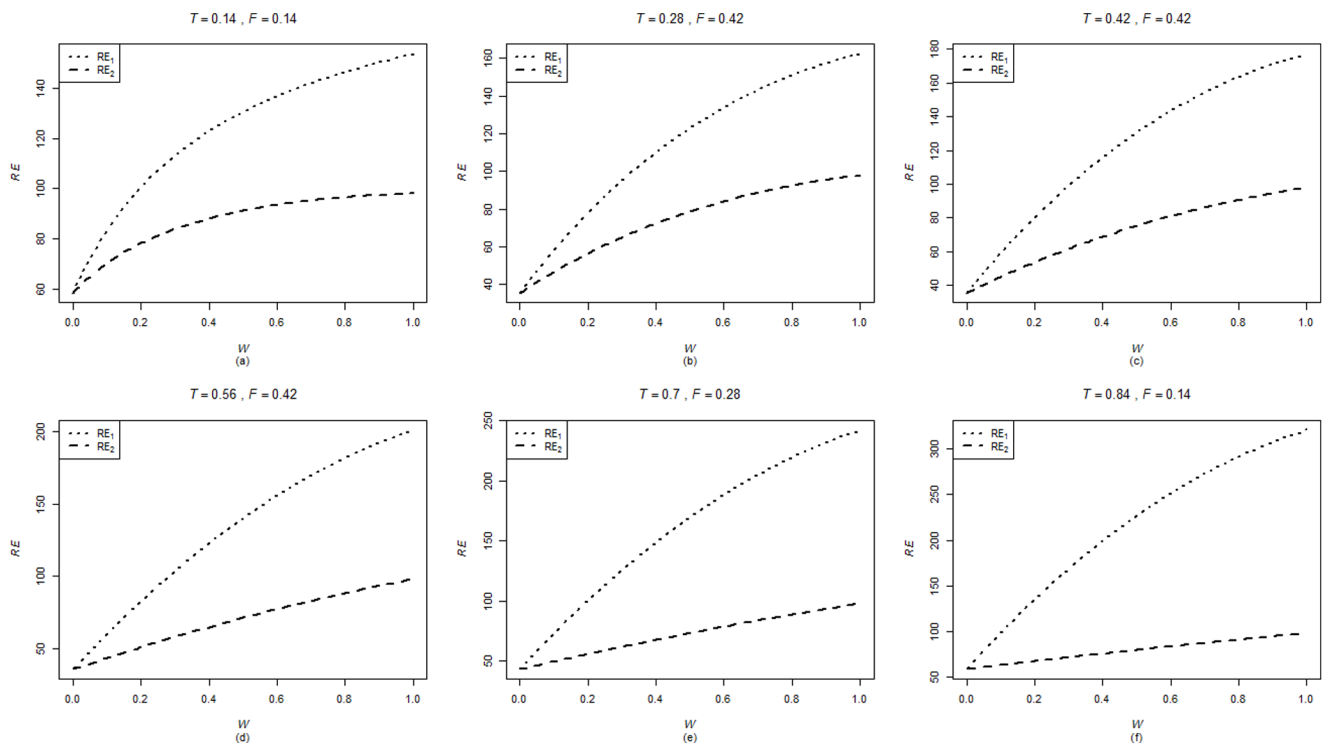 T = 0.14 , F = 0.14
RE1
RE2
RE
60 80 100 120 140
0.0 0.2 0.4 0.6 0.8 1.0
W
(a)
T = 0.28 , F = 0.42
RE1
RE2
RE
40 60 80 100 120 140 160
0.0 0.2 0.4 0.6 0.8 1.0
W
(b)
T = 0.42 , F = 0.42
RE1
RE2
RE
40 60 80 100 120 140 160 180
0.0 0.2 0.4 0.6 0.8 1.0
W
(c)
T = 0.56 , F = 0.42
RE1
RE2
RE
50 100 150 200
0.0 0.2 0.4 0.6 0.8 1.0
W
(d)
T = 0.7 , F = 0.28
RE1
RE2
RE
50 100 150 200 250
0.0 0.2 0.4 0.6 0.8 1.0
W
(e)
T = 0.84 , F = 0.14
RE1
RE2
RE
50 100 150 200 250 300
0.0 0.2 0.4 0.6 0.8 1.0
W
(f)